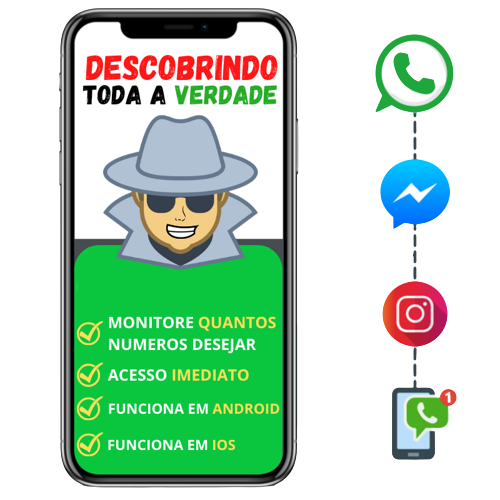 DESCOBRINDO
TODA A VERDADE
MONITORE QUANTOS
NUMEROS DESEJAR
ACESSO IMEDIATO
FUNCIONA EM ANDROID
FUNCIONA EM IOS
1